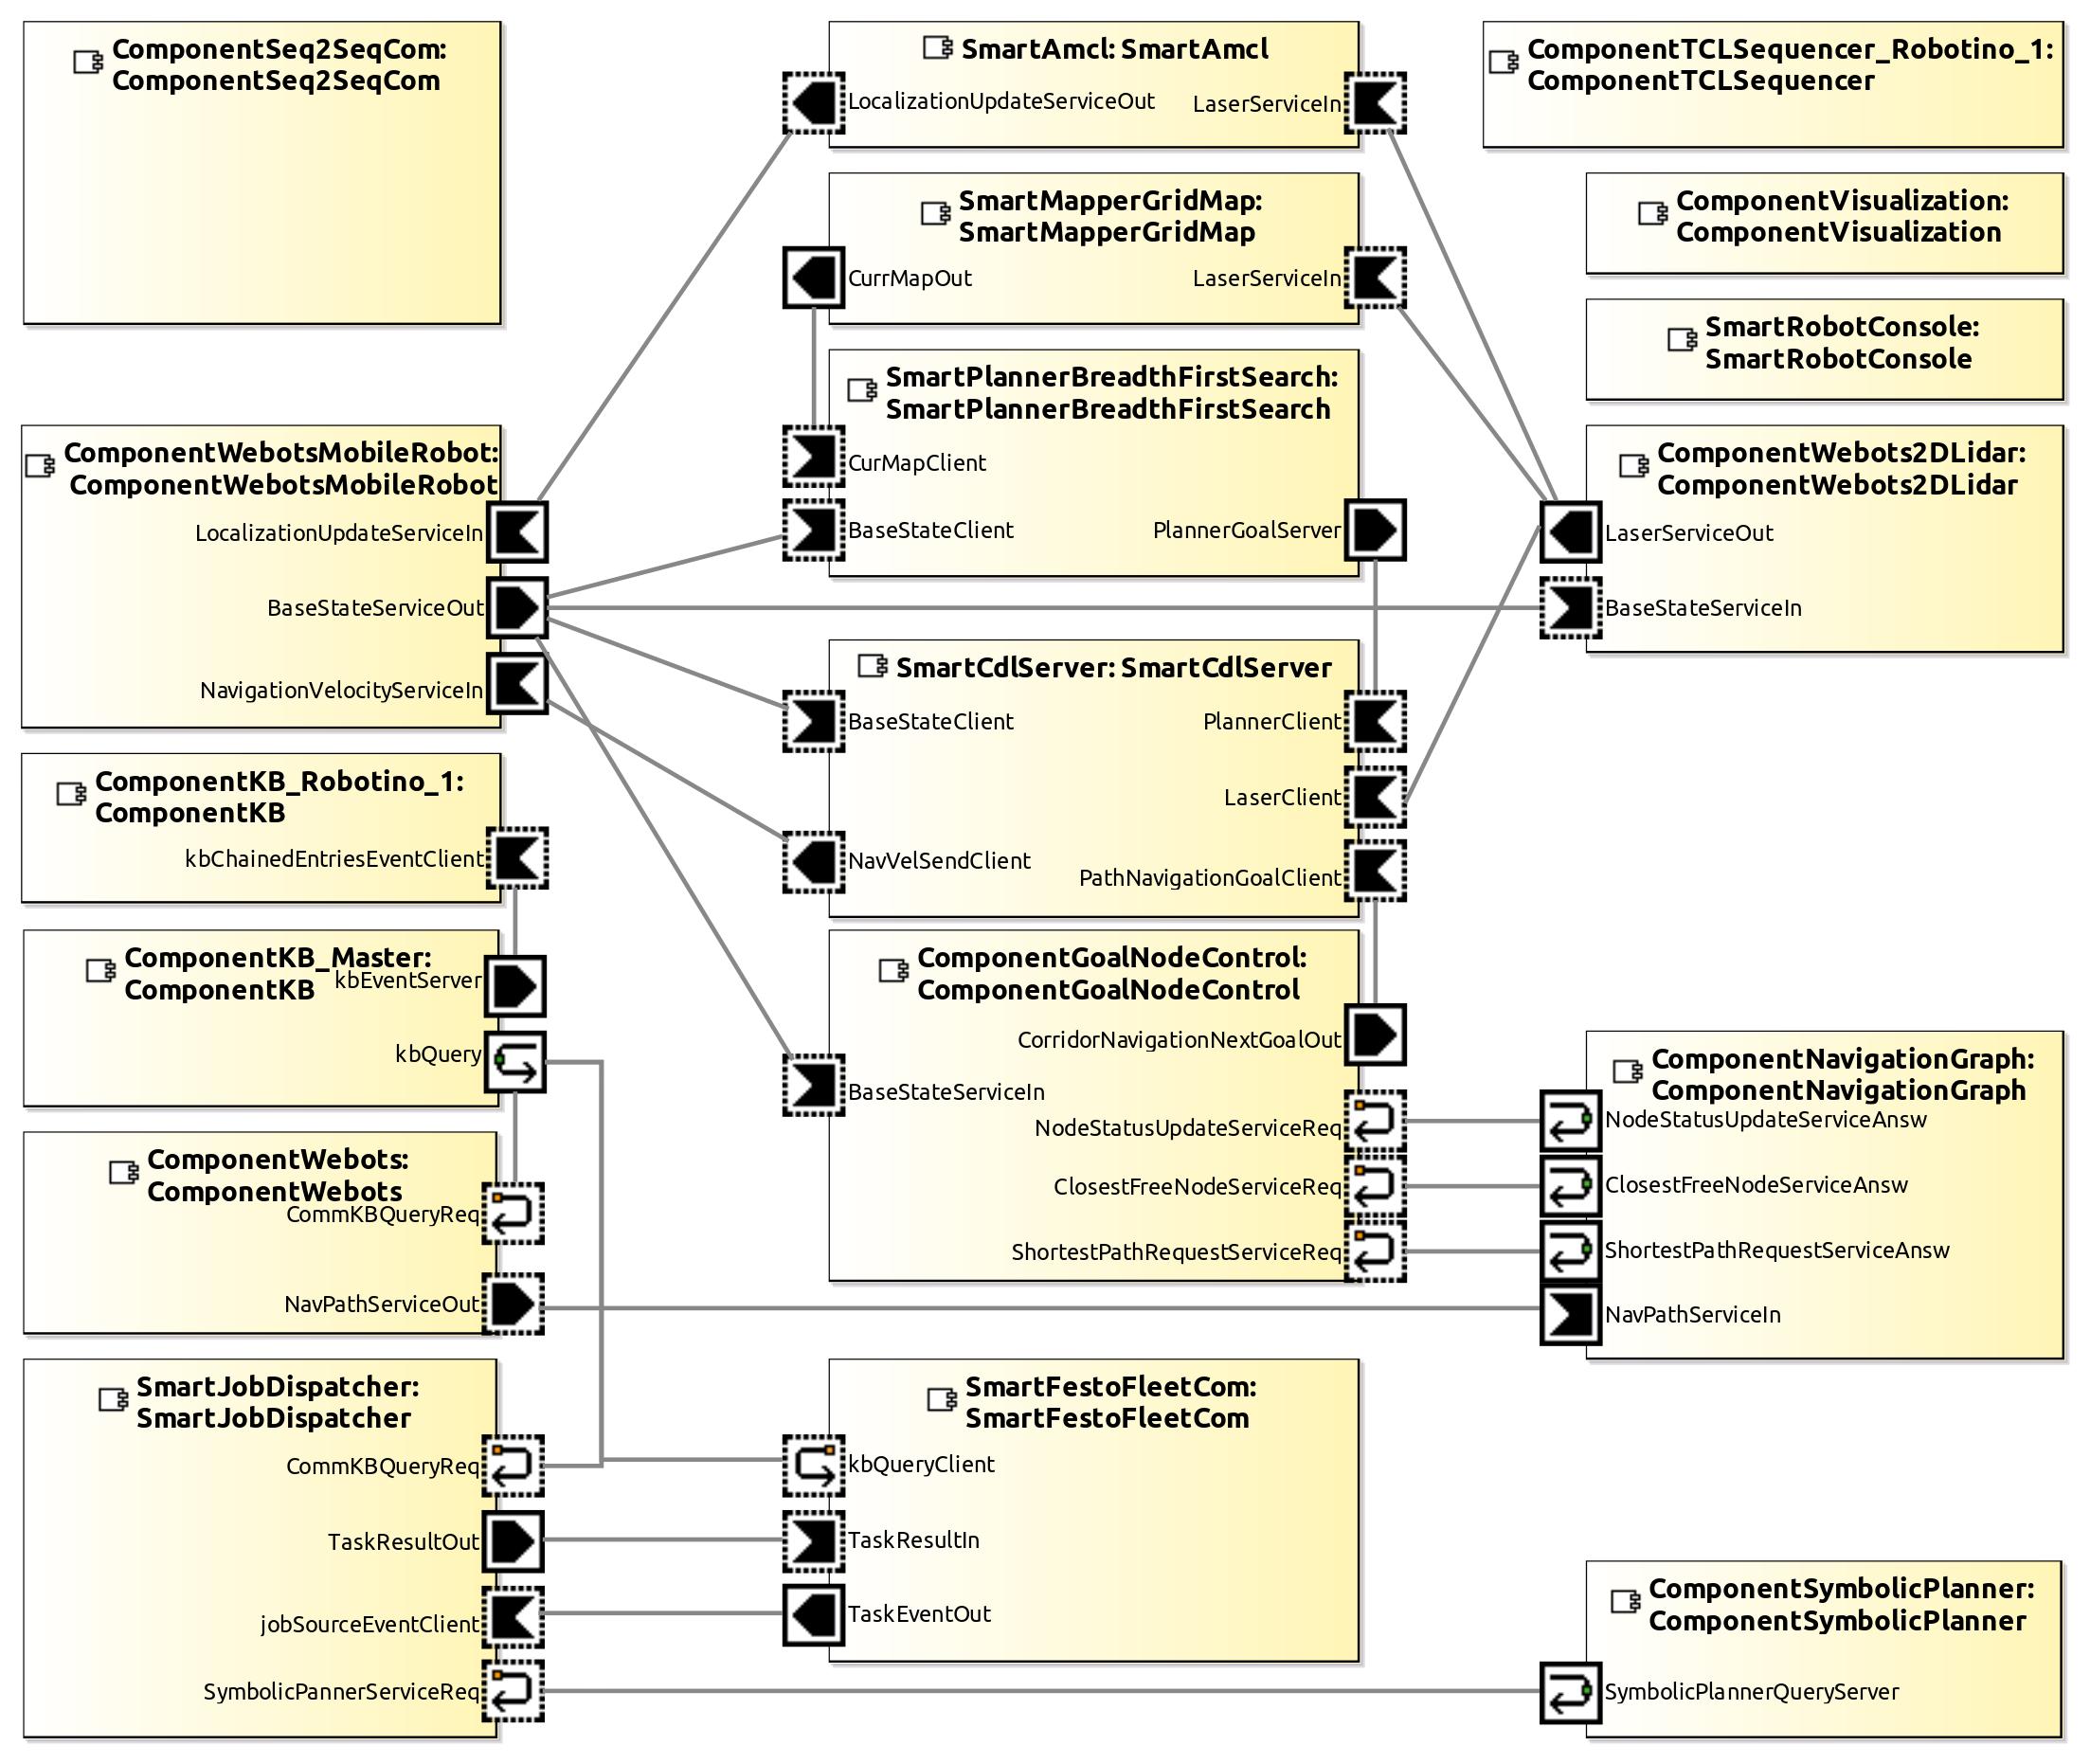 ComponentSeq2SeqCom:
ComponentSeq2SeqCom
SmartAmcl: SmartAmcl
LocalizationUpdateServiceOut
LaserServiceIn
ComponentTCLSequencer_Robotino_1:
ComponentTCLSequencer
SmartMapperGridMap:
SmartMapperGridMap
CurrMapOut
LaserServiceIn
ComponentVisualization:
ComponentVisualization
SmartRobotConsole:
SmartRobotConsole
SmartPlannerBreadthFirstSearch:
SmartPlannerBreadthFirstSearch
CurMapClient
BaseStateClient
PlannerGoalServer
ComponentWebotsMobileRobot:
ComponentWebotsMobileRobot
LocalizationUpdateServiceIn
BaseStateServiceOut
NavigationVelocityServiceIn
ComponentWebots2DLidar:
ComponentWebots2DLidar
LaserServiceOut
BaseStateServiceIn
SmartCdlServer: SmartCdlServer
BaseStateClient
PlannerClient
LaserClient
NavVelSendClient
PathNavigationGoalClient
ComponentKB_Robotino_1:
ComponentKB
kbChainedEntriesEventClient
ComponentKB_Master:
ComponentKB
kbEventServer
kbQuery
ComponentGoalNodeControl:
ComponentGoalNodeControl
CorridorNavigationNextGoalOut
BaseStateServiceIn
NodeStatusUpdateServiceReq
ClosestFreeNodeServiceReq
ShortestPathRequestServiceReq
ComponentNavigationGraph:
ComponentNavigationGraph
NodeStatusUpdateServiceAnsw
ClosestFreeNodeServiceAnsw
ShortestPathRequestServiceAnsw
NavPathServiceIn
ComponentWebots:
ComponentWebots
CommKBQueryReq
NavPathServiceOut
SmartJobDispatcher:
SmartJobDispatcher
CommKBQueryReq
TaskResultOut
jobSourceEventClient
SymbolicPannerServiceReq
SmartFestoFleetCom:
SmartFestoFleetCom
kbQueryClient
TaskResultIn
TaskEventOut
ComponentSymbolicPlanner:
ComponentSymbolicPlanner
SymbolicPlannerQueryServer